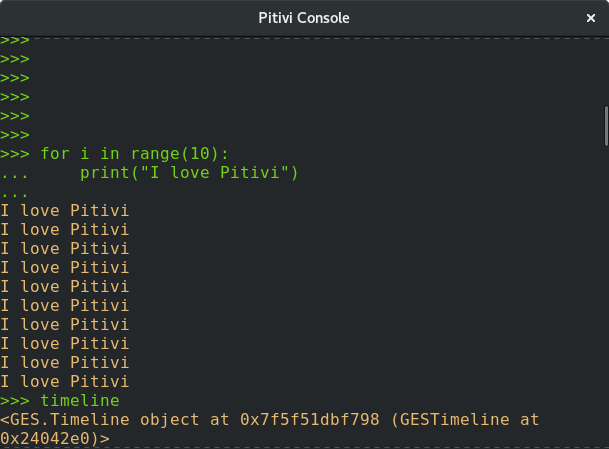 Pitivi Console
>>>
>>>
>>>
>>>
>>>
>>>
>>> for i in range(10):
...     print("I love Pitivi")
...
I love Pitivi
I love Pitivi
I love Pitivi
I love Pitivi
I love Pitivi
I love Pitivi
I love Pitivi
I love Pitivi
I love Pitivi
I love Pitivi
>>> timeline
<GES.Timeline object at 0x7f5f51dbf798 (GESTimeline at
0x24042e0)>